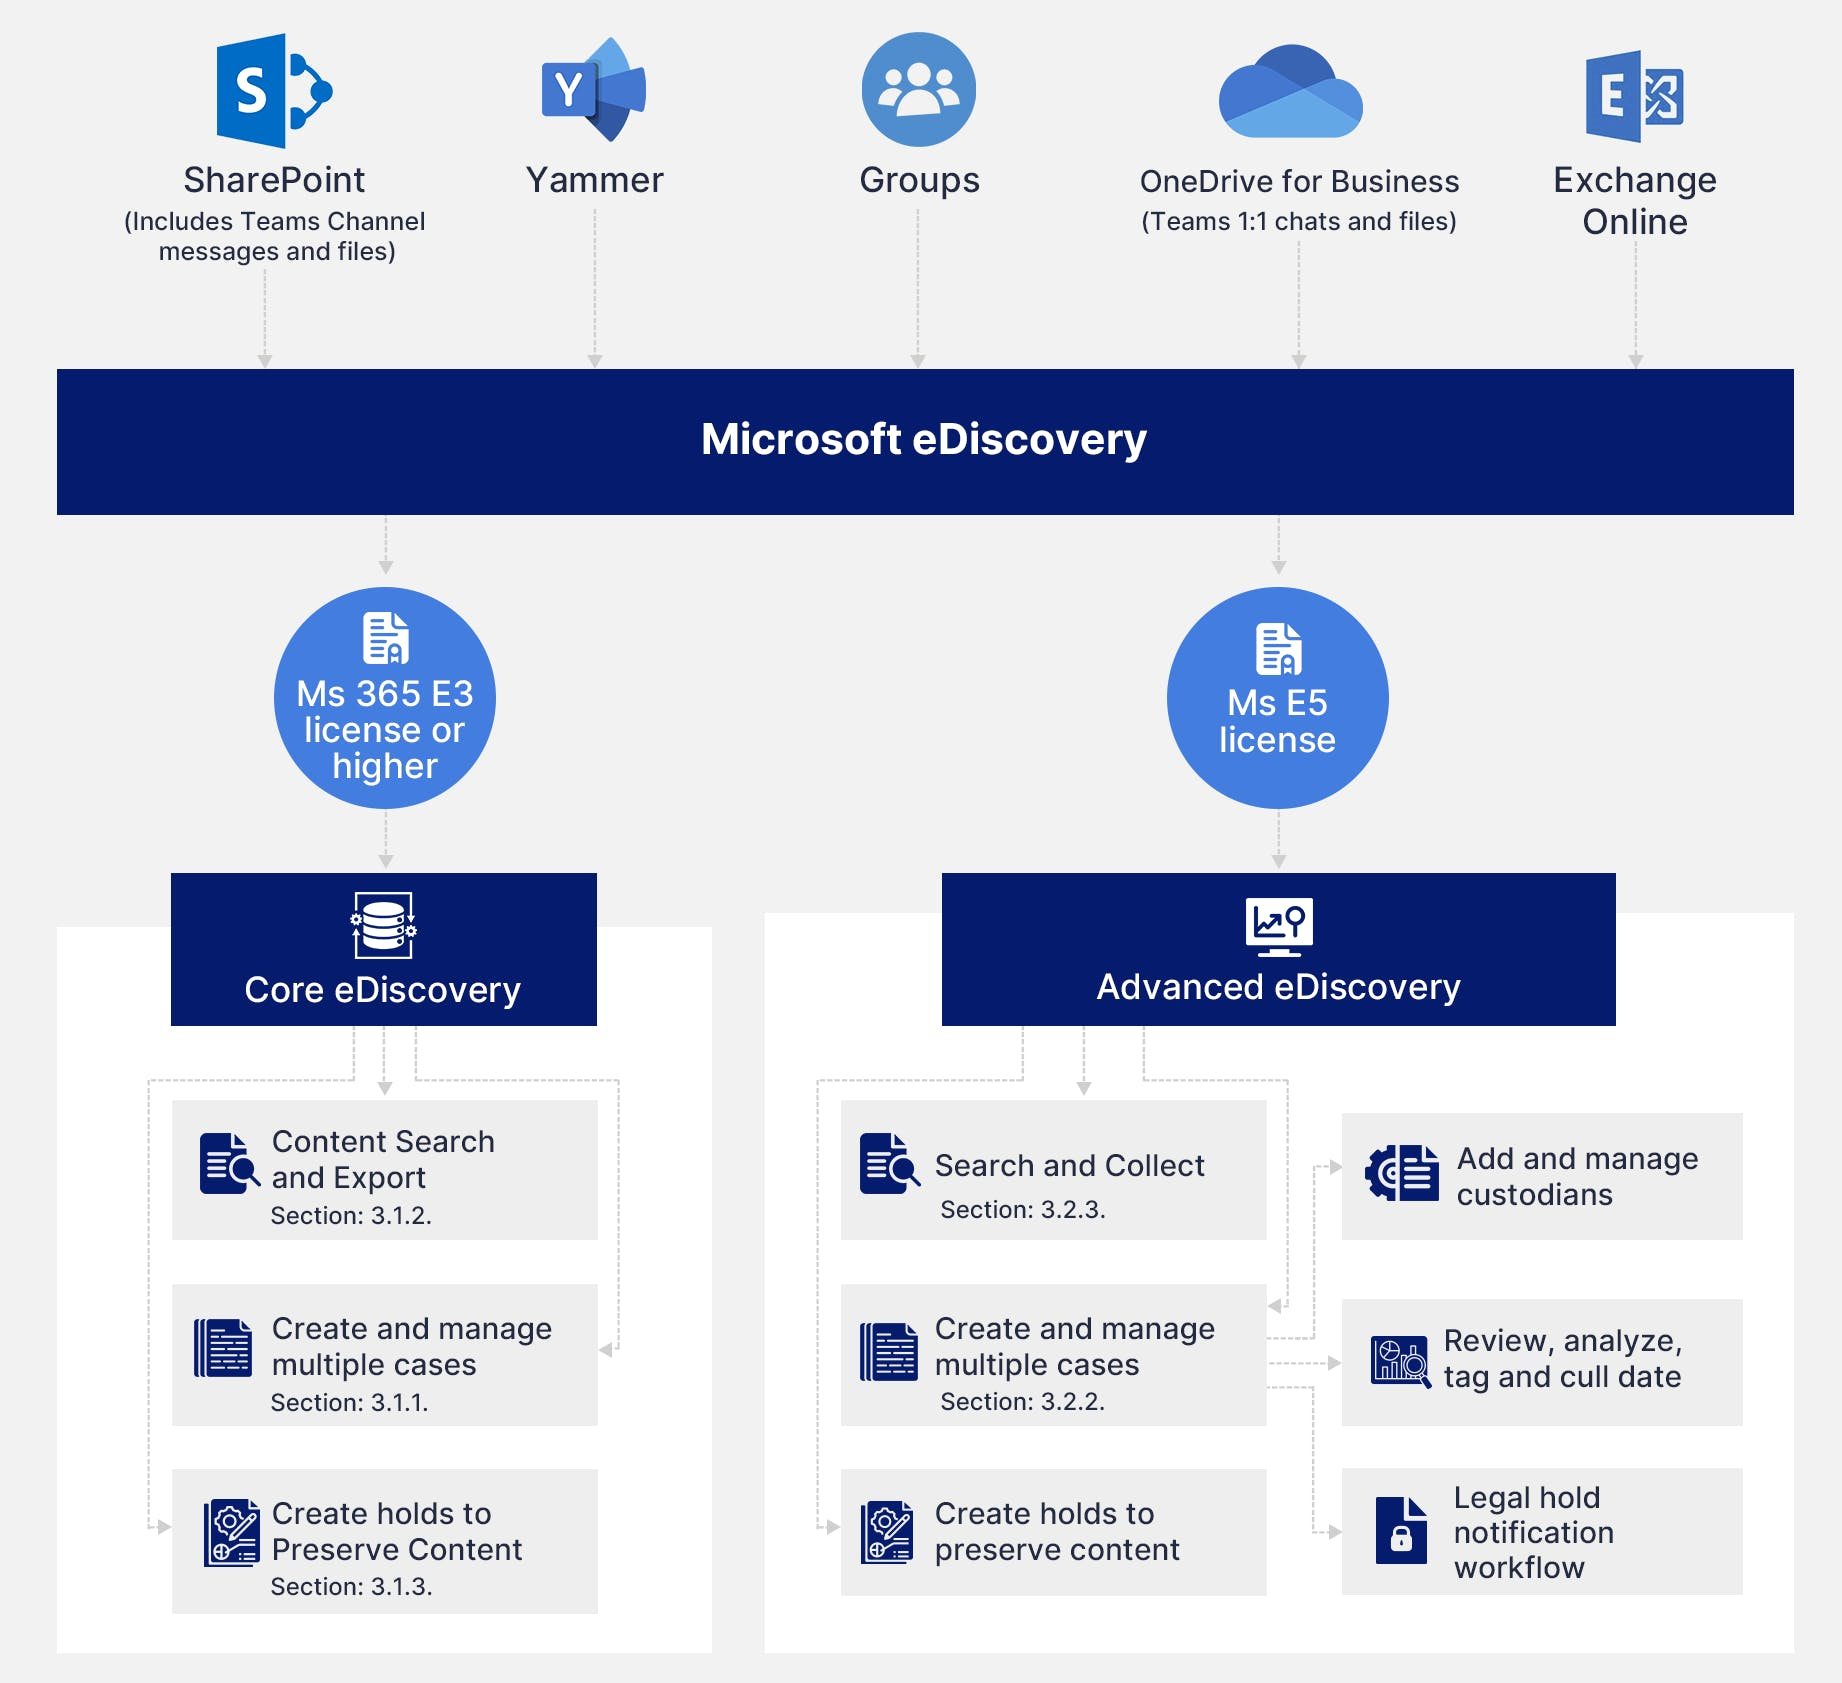 S
Y
E
SharePoint
(Includes Teams Channel
messages and files)
Yammer
Groups
OneDrive for Business
(Teams 1:1 chats and files)
Exchange
Online
Microsoft eDiscovery
Ms 365 E3
license or
higher
Ms E5
license
Core eDiscovery
Content Search
and Export
Section: 3.1.2.
Create and manage
multiple cases
Section: 3.1.1.
Create holds to
Preserve Content
Section: 3.1.3.
Advanced eDiscovery
Search and Collect
Section: 3.2.3.
Create and manage
multiple cases
Section: 3.2.2.
Create holds to
preserve content
Add and manage
custodians
Review, analyze,
tag and cull date
Legal hold
notification
workflow